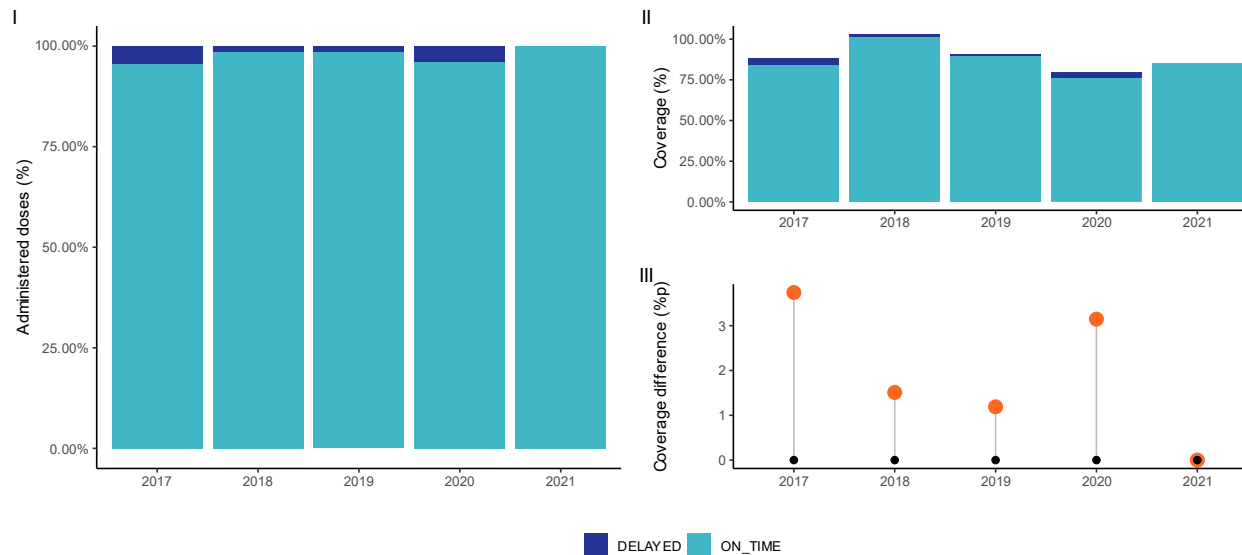 I
Administered doses (%)
100.00%
75.00%
50.00%
25.00%
0.00%
2017 2018 2019 2020 2021
II
Coverage (%)
100.00%
75.00%
50.00%
25.00%
0.00%
2017 2018 2019 2020 2021
III
Coverage difference (%p)
3
2
1
0
2017 2018 2019 2020 2021
DELAYED ON_TIME